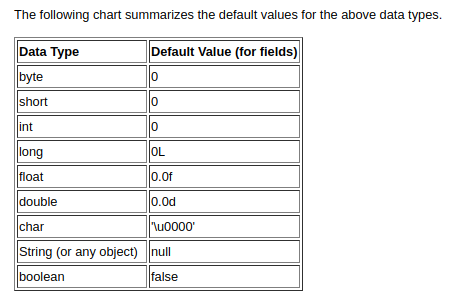 The following chart summarizes the default values for the above data types.
Data Type Default Value (for fields)
byte 0
short 0
int 0
long 0L
float 0.0f
double 0.0d
char '\u0000'
String (or any object) null
boolean false